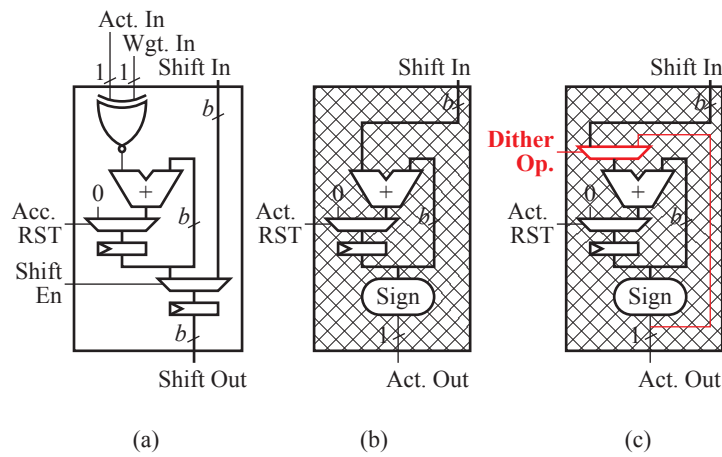 Act. In
Wgt. In
1 1 Shift In
b
+
0
Acc.
RST
b
Shift
En
b
Shift Out
(a)
Shift In
b
+
0
Act.
RST
b
Sign
1
Act. Out
(b)
Shift In
b
Dither
Op.
+
0
Act.
RST
b
Sign
1
Act. Out
(c)